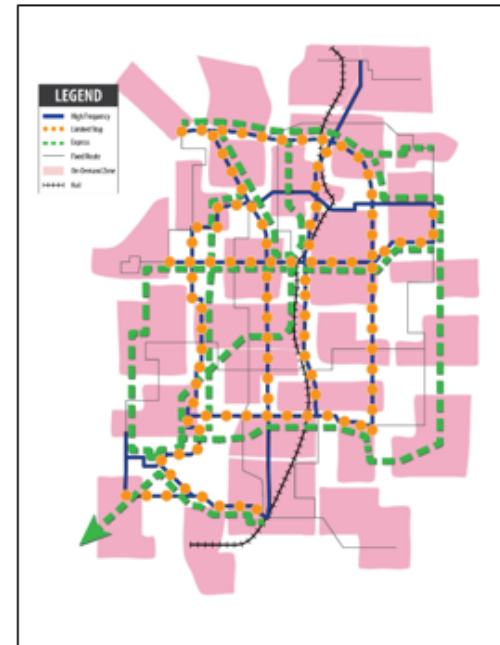 LEGEND
High Frequency
Limited Stop
Express
Fixed Route
On-Demand Zone
Rail